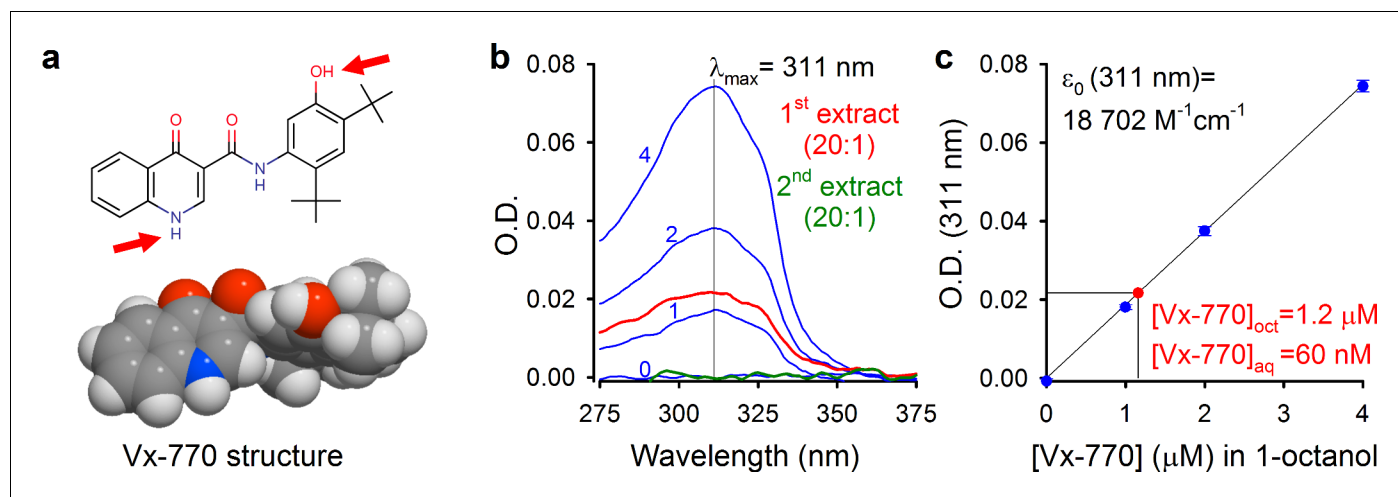 a
OH
O
O
N
H
N
H
Vx-770 structure
b
O.D.
0.08
0.06
0.04
0.02
0.00
λmax= 311 nm
1st extract
(20:1)
2nd extract
(20:1)
4
2
1
0
275 300 325 350 375
Wavelength (nm)
c
O.D. (311 nm)
0.08
0.06
0.04
0.02
0.00
ε0 (311 nm)=
18 702 M-1cm-1
[Vx-770]oct=1.2 μM
[Vx-770]aq=60 nM
0 1 2 3 4
[Vx-770] (μM) in 1-octanol